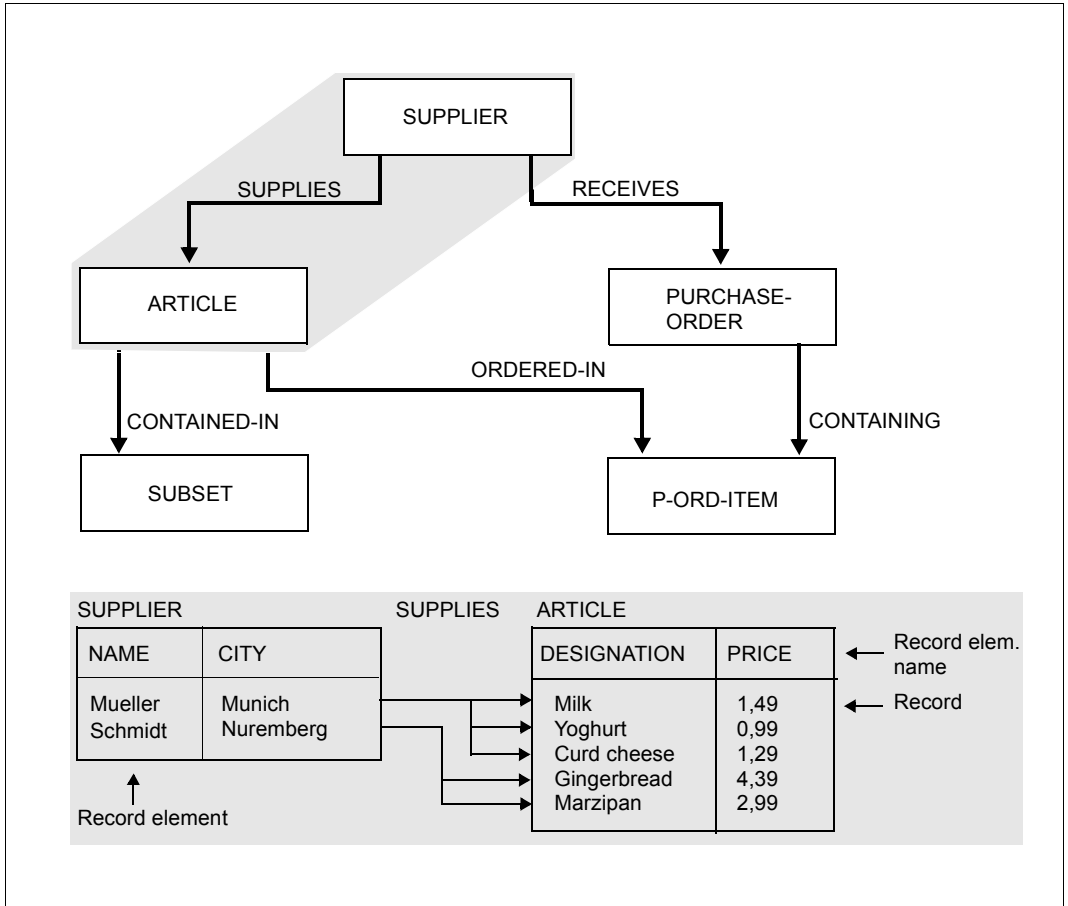 SUPPLIER
SUPPLIES
RECEIVES
ARTICLE
PURCHASE-
ORDER
ORDERED-IN
CONTAINED-IN
CONTAINING
SUBSET
P-ORD-ITEM
SUPPLIER SUPPLIES ARTICLE
NAME CITY DESIGNATION PRICE Record elem.
name
Mueller Munich Milk 1,49 Record
Schmidt Nuremberg Yoghurt 0,99
Curd cheese 1,29
Gingerbread 4,39
Marzipan 2,99
Record element